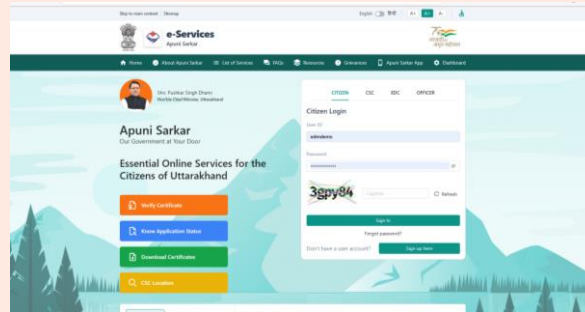 Skip to main content Sitemap
English हिन्दी A+ A A-
e-Services
Apuni Sarkar
Home About Apuni Sarkar List of Services FAQs Resources Grievances Apuni Sarkar App Dashboard
Shri. Pushkar Singh Dhami
Worthy Chief Minister, Uttarakhand
Apuni Sarkar
Our Government at Your Door
Essential Online Services for the
Citizens of Uttarakhand
Verify Certificate
Know Application Status
Download Certificates
CSC Location
CITIZEN CSC EDC OFFICER
Citizen Login
User ID
Password
3gpy84 Captcha Refresh
Sign In
Forgot password?
Don't have a user account? Sign up here